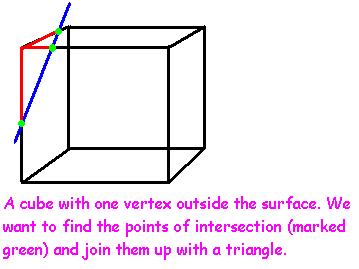 A cube with one vertex outside the surface. We
want to find the points of intersection (marked
green) and join them up with a triangle.